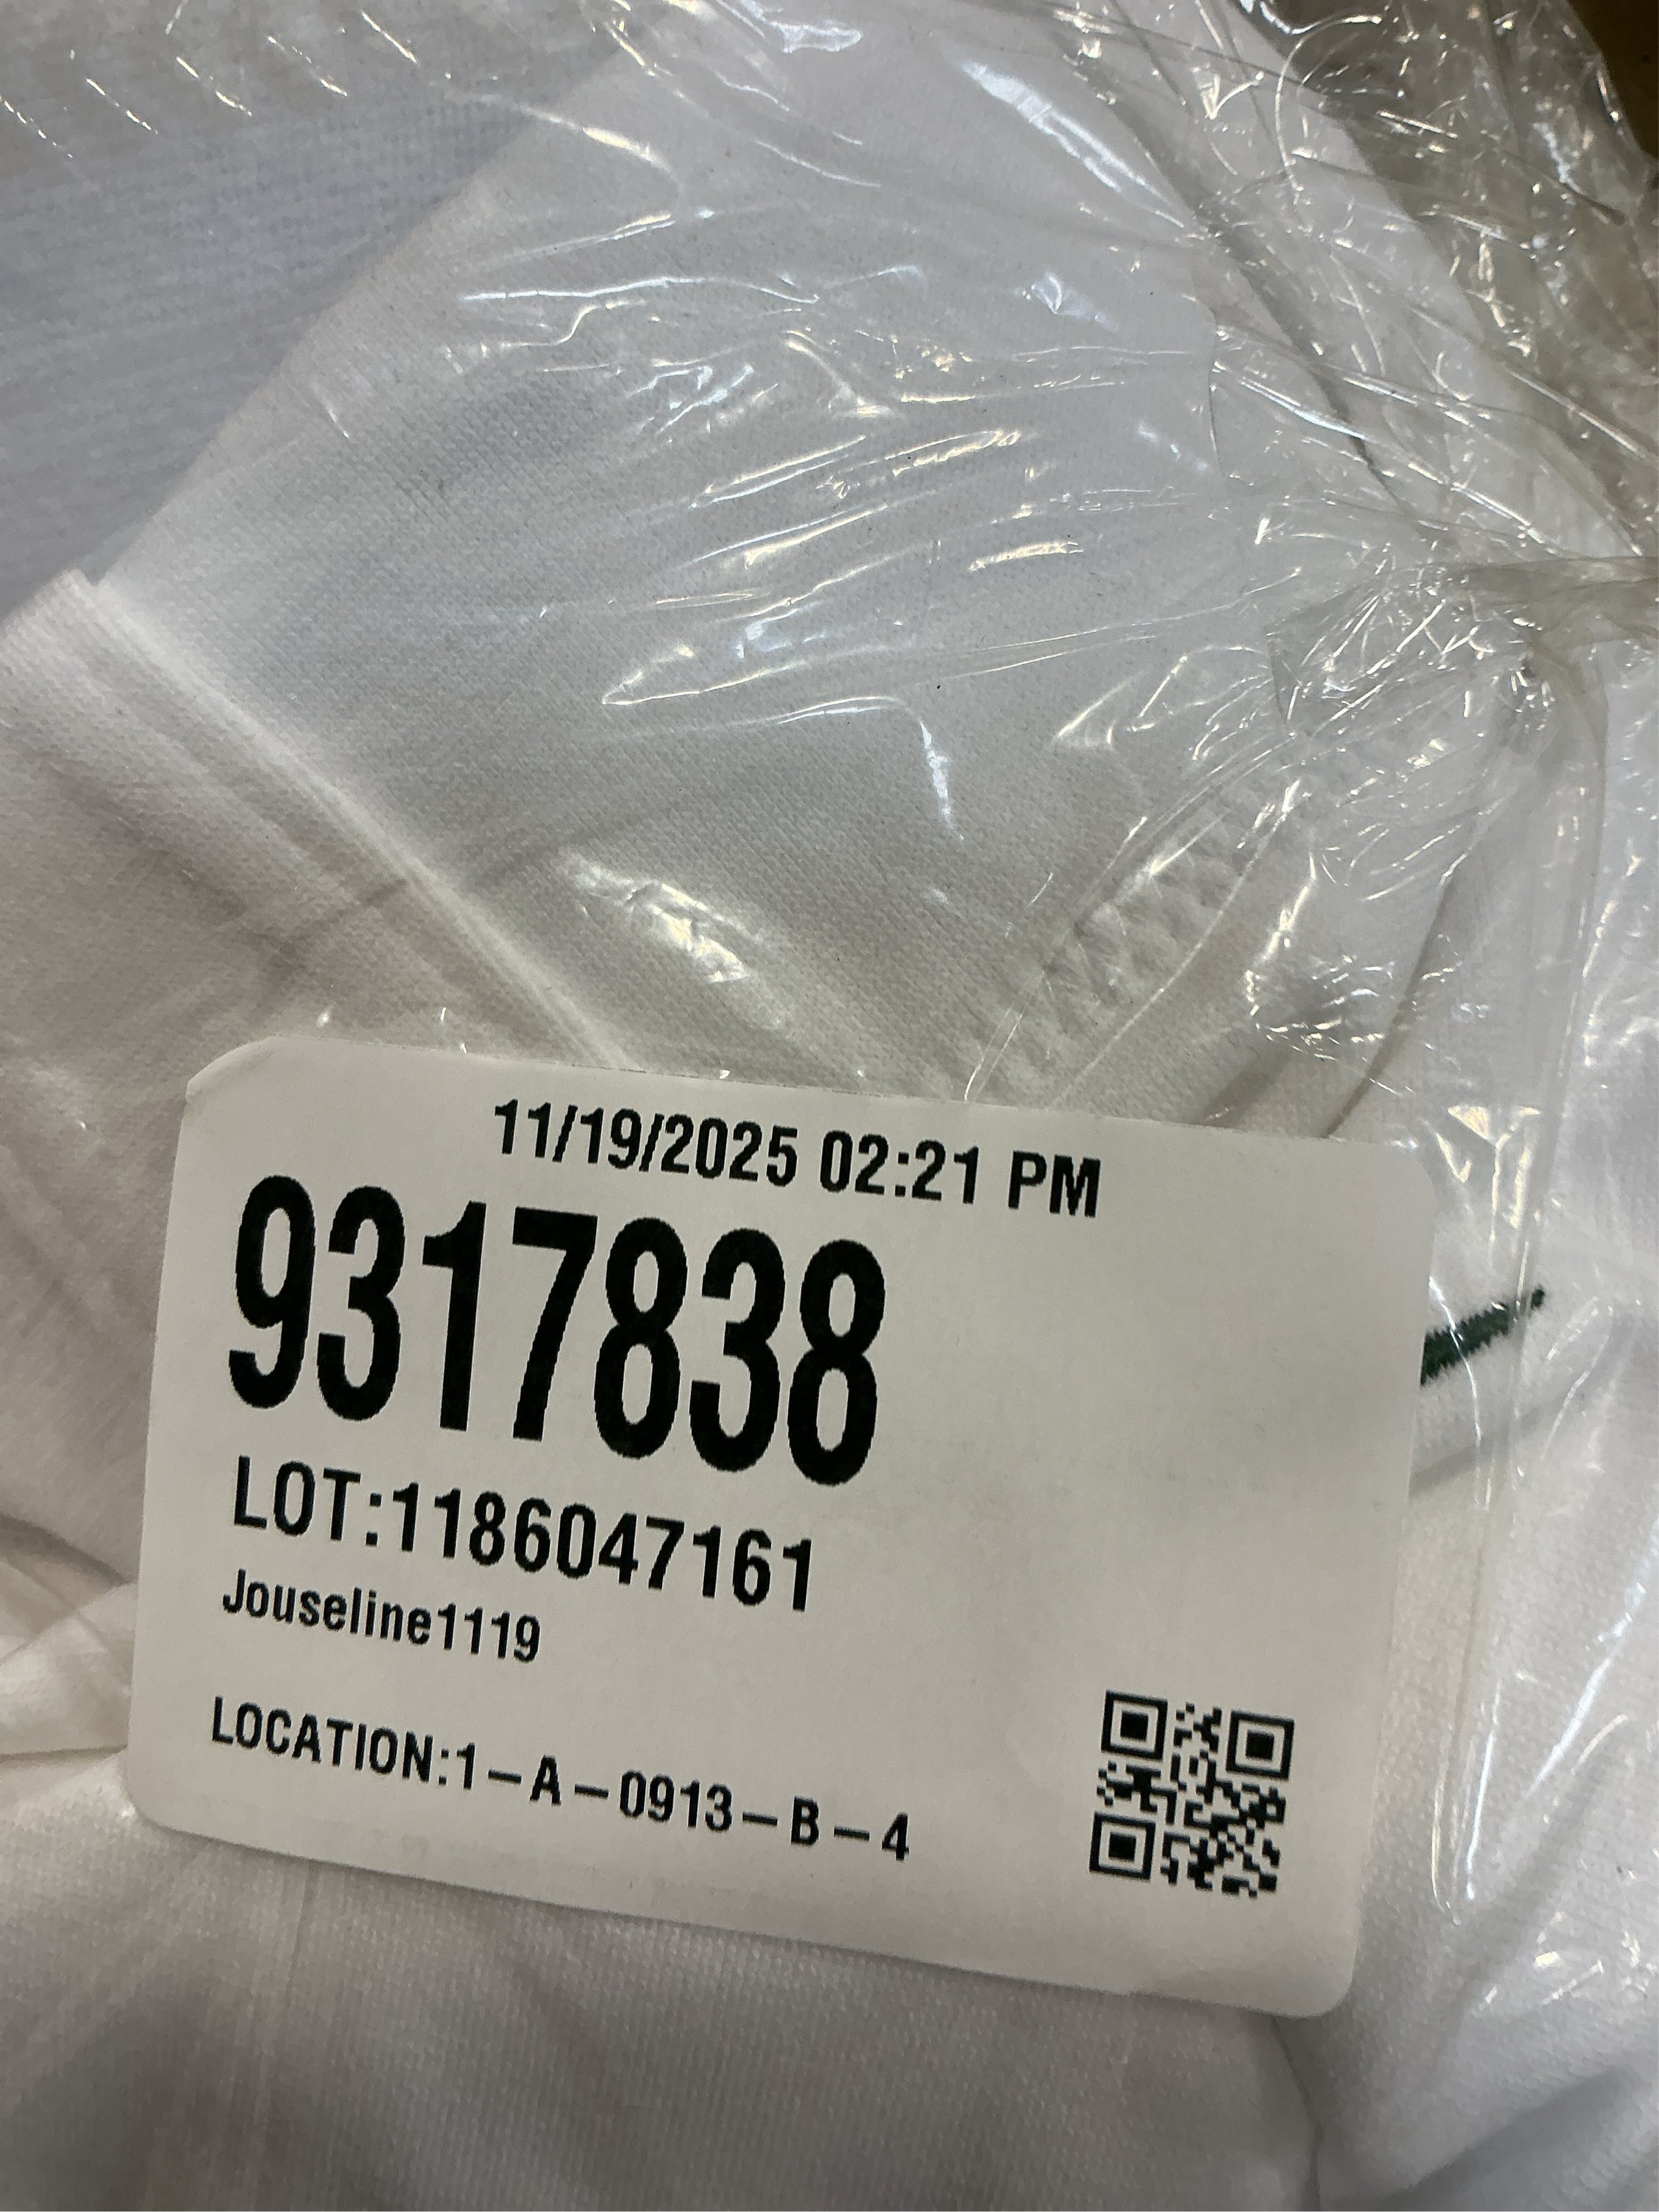 11/19/2025 02:21 PM
9317838
LOT:1186047161
Jouseline1119
LOCATION:1-A-0913-B-4